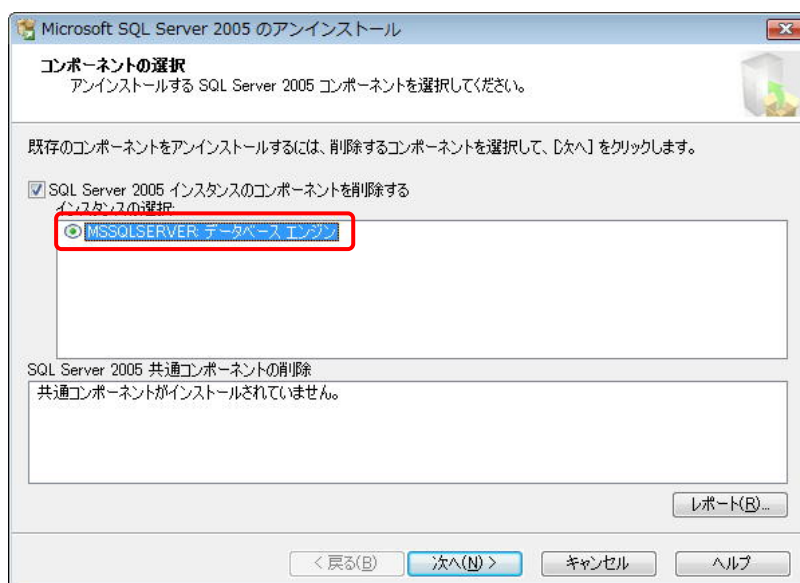 Microsoft SQL Server 2005 のアンインストール
コンポーネントの選択
アンインストールする SQL Server 2005 コンポーネントを選択してください。
既存のコンポーネントをアンインストールするには、削除するコンポーネントを選択して、[次へ] をクリックします。
SQL Server 2005 インスタンスのコンポーネントを削除する
インスタンスの選択:
MSSQLSERVER: データベース エンジン
SQL Server 2005 共通コンポーネントの削除
共通コンポーネントがインストールされていません。
レポート(R)...
< 戻る(B) 次へ(N) > キャンセル ヘルプ